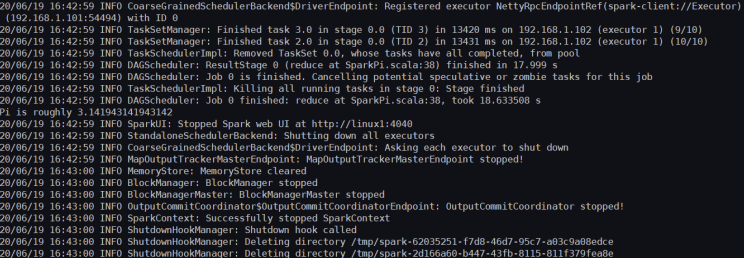 20/06/19 16:42:59 INFO CoarseGrainedSchedulerBackend$DriverEndpoint: Registered executor NettyRpcEndpointRef(spark-client://Executor)
 (192.168.1.101:54494) with ID 0
20/06/19 16:42:59 INFO TaskSetManager: Finished task 3.0 in stage 0.0 (TID 3) in 13420 ms on 192.168.1.102 (executor 1) (9/10)
20/06/19 16:42:59 INFO TaskSetManager: Finished task 2.0 in stage 0.0 (TID 2) in 13431 ms on 192.168.1.102 (executor 1) (10/10)
20/06/19 16:42:59 INFO TaskSchedulerImpl: Removed TaskSet 0.0, whose tasks have all completed, from pool
20/06/19 16:42:59 INFO DAGScheduler: ResultStage 0 (reduce at SparkPi.scala:38) finished in 17.999 s
20/06/19 16:42:59 INFO DAGScheduler: Job 0 is finished. Cancelling potential speculative or zombie tasks for this job
20/06/19 16:42:59 INFO TaskSchedulerImpl: Killing all running tasks in stage 0: Stage finished
20/06/19 16:42:59 INFO DAGScheduler: Job 0 finished: reduce at SparkPi.scala:38, took 18.633508 s
Pi is roughly 3.141943141943142
20/06/19 16:42:59 INFO SparkUI: Stopped Spark web UI at http://linux1:4040
20/06/19 16:42:59 INFO StandaloneSchedulerBackend: Shutting down all executors
20/06/19 16:42:59 INFO CoarseGrainedSchedulerBackend$DriverEndpoint: Asking each executor to shut down
20/06/19 16:42:59 INFO MapOutputTrackerMasterEndpoint: MapOutputTrackerMasterEndpoint stopped!
20/06/19 16:43:00 INFO MemoryStore: MemoryStore cleared
20/06/19 16:43:00 INFO BlockManager: BlockManager stopped
20/06/19 16:43:00 INFO BlockManagerMaster: BlockManagerMaster stopped
20/06/19 16:43:00 INFO OutputCommitCoordinator$OutputCommitCoordinatorEndpoint: OutputCommitCoordinator stopped!
20/06/19 16:43:00 INFO SparkContext: Successfully stopped SparkContext
20/06/19 16:43:00 INFO ShutdownHookManager: Shutdown hook called
20/06/19 16:43:00 INFO ShutdownHookManager: Deleting directory /tmp/spark-62035251-f7d8-46d7-95c7-a03c9a08edce
20/06/19 16:43:00 INFO ShutdownHookManager: Deleting directory /tmp/spark-2d166a60-b447-43fb-8115-811f379fea8e